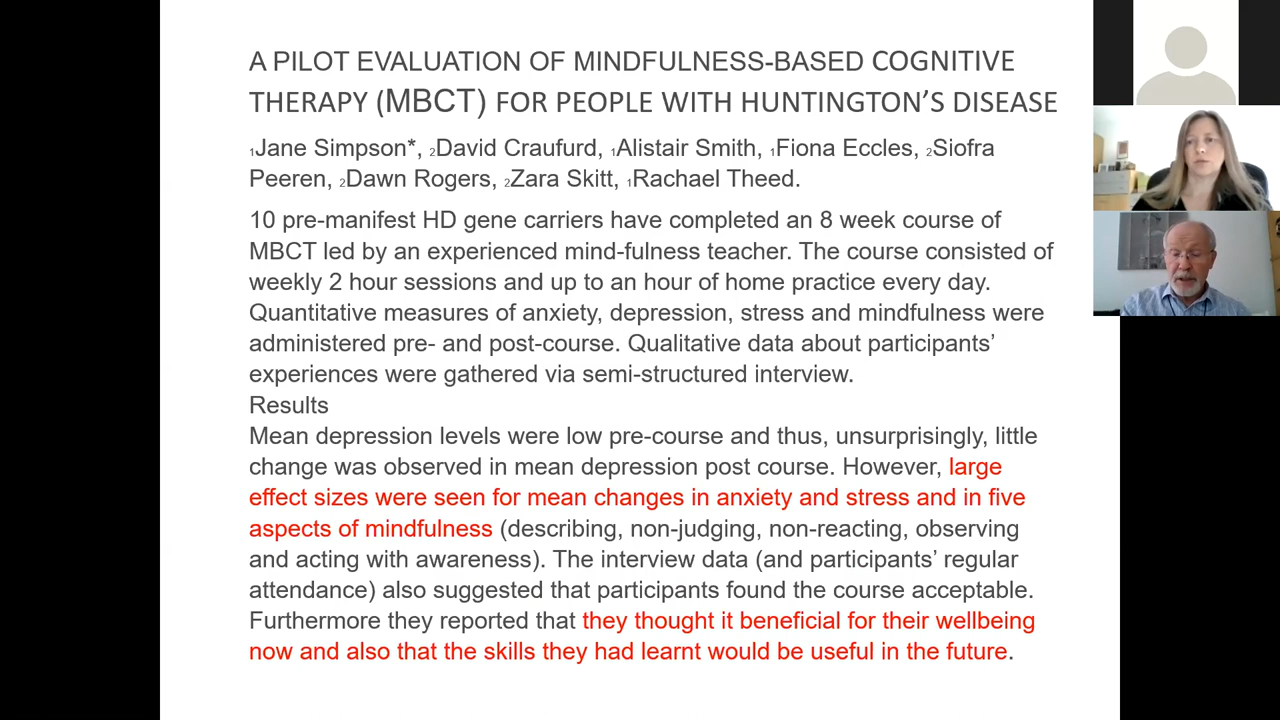 A PILOT EVALUATION OF MINDFULNESS-BASED COGNITIVE
THERAPY (MBCT) FOR PEOPLE WITH HUNTINGTON’S DISEASE
1Jane Simpson*, 2David Craufurd, 1Alistair Smith, 1Fiona Eccles, 2Siofra
Peeren, 2Dawn Rogers, 2Zara Skitt, 1Rachael Theed.
10 pre-manifest HD gene carriers have completed an 8 week course of
MBCT led by an experienced mind-fulness teacher. The course consisted of
weekly 2 hour sessions and up to an hour of home practice every day.
Quantitative measures of anxiety, depression, stress and mindfulness were
administered pre- and post-course. Qualitative data about participants’
experiences were gathered via semi-structured interview.
Results
Mean depression levels were low pre-course and thus, unsurprisingly, little
change was observed in mean depression post course. However, large
effect sizes were seen for mean changes in anxiety and stress and in five
aspects of mindfulness (describing, non-judging, non-reacting, observing
and acting with awareness). The interview data (and participants’ regular
attendance) also suggested that participants found the course acceptable.
Furthermore they reported that they thought it beneficial for their wellbeing
now and also that the skills they had learnt would be useful in the future.